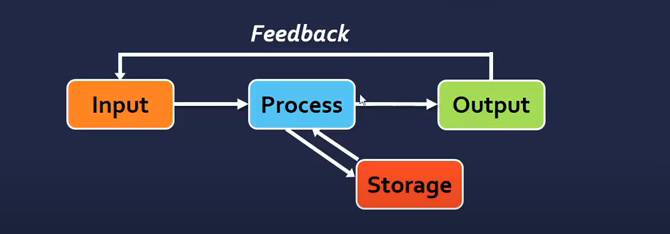 Feedback
Input
Process
Output
Storage